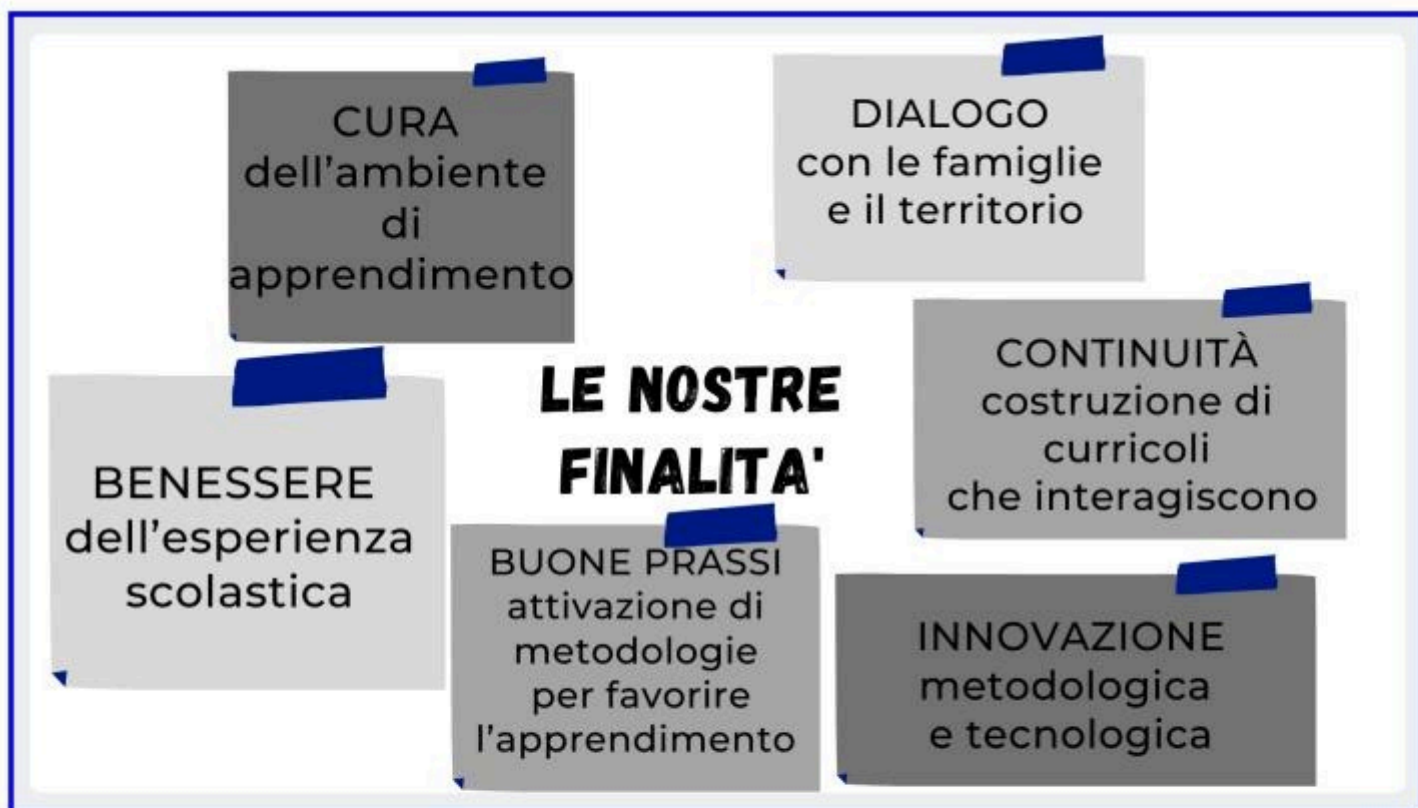 CURA
dell'ambiente
di
apprendimento
DIALOGO
con le famiglie
e il territorio
LE NOSTRE
FINALITA'
CONTINUITÀ
costruzione di
curricoli
che interagiscono
BENESSERE
dell'esperienza
scolastica
BUONE PRASSI
attivazione di
metodologie
per favorire
l'apprendimento
INNOVAZIONE
metodologica
e tecnologica